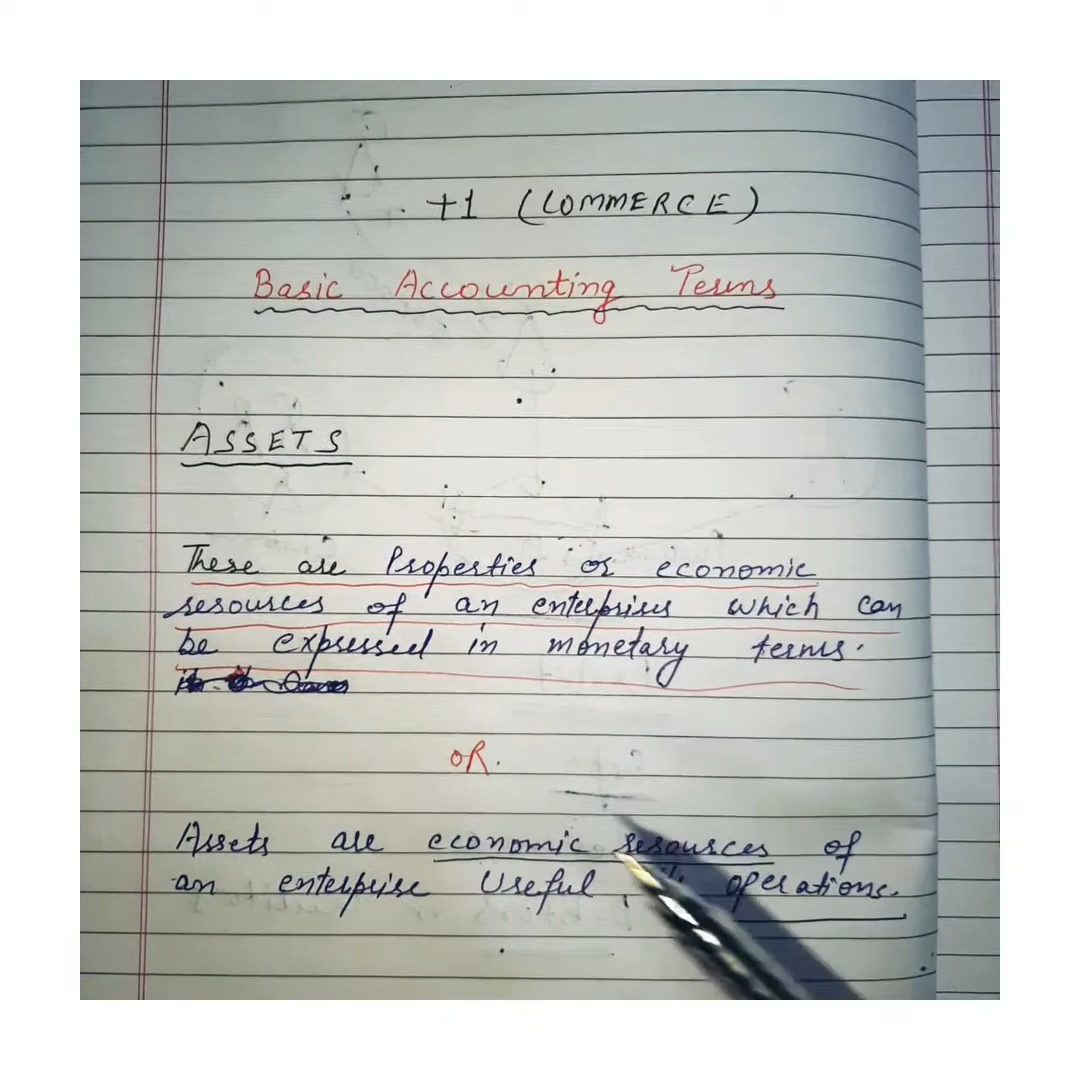 +1 (COMMERCE)
Basic Accounting Terms
ASSETS
These are Properties or economic
resources of an enterprises which can
be expressed in monetary terms.
OR.
Assets are economic resources of
an enterprise Useful operations.